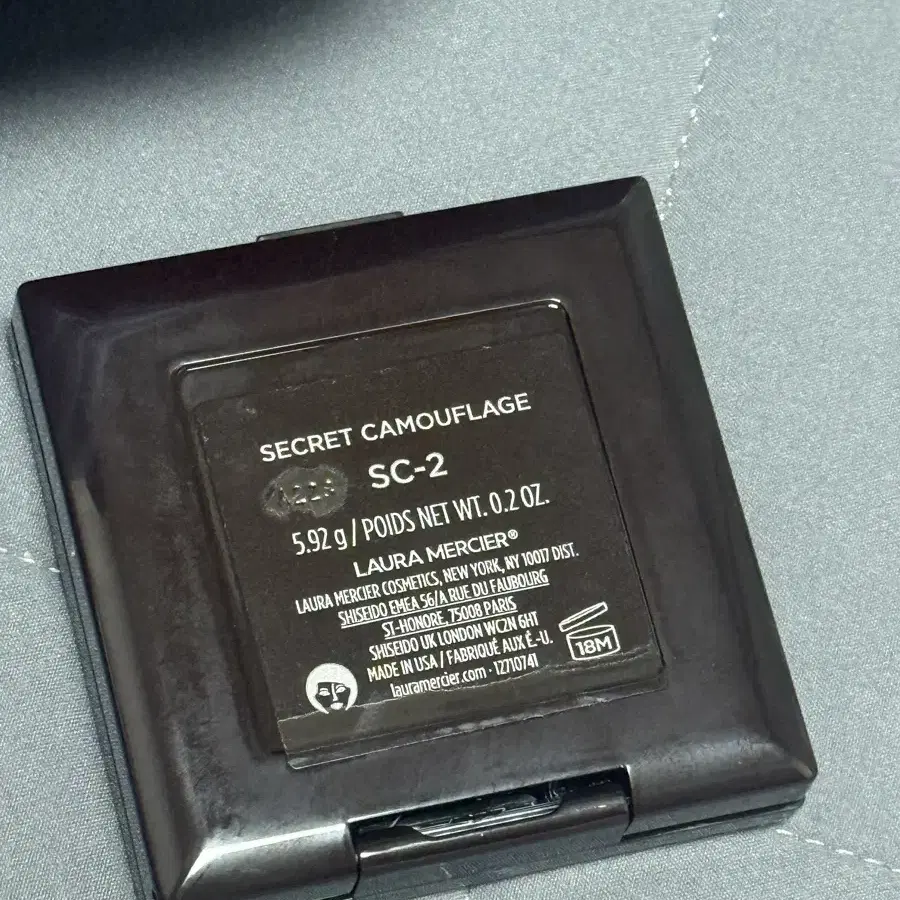 SECRET CAMOUFLAGE
SC-2
5.92 g / POIDS NET WT. 0.2 OZ.
LAURA MERCIER®
LAURA MERCIER COSMETICS, NEW YORK, NY 10017 DIST.
SHISEIDO EMEA 56/A RUE DU FAUBOURG
ST-HONORE, 75008 PARIS
SHISEIDO UK LONDON WC2N 6HT
MADE IN USA / FABRIQUÉ AUX É.-U.
lauramercier.com · 12710741
18M